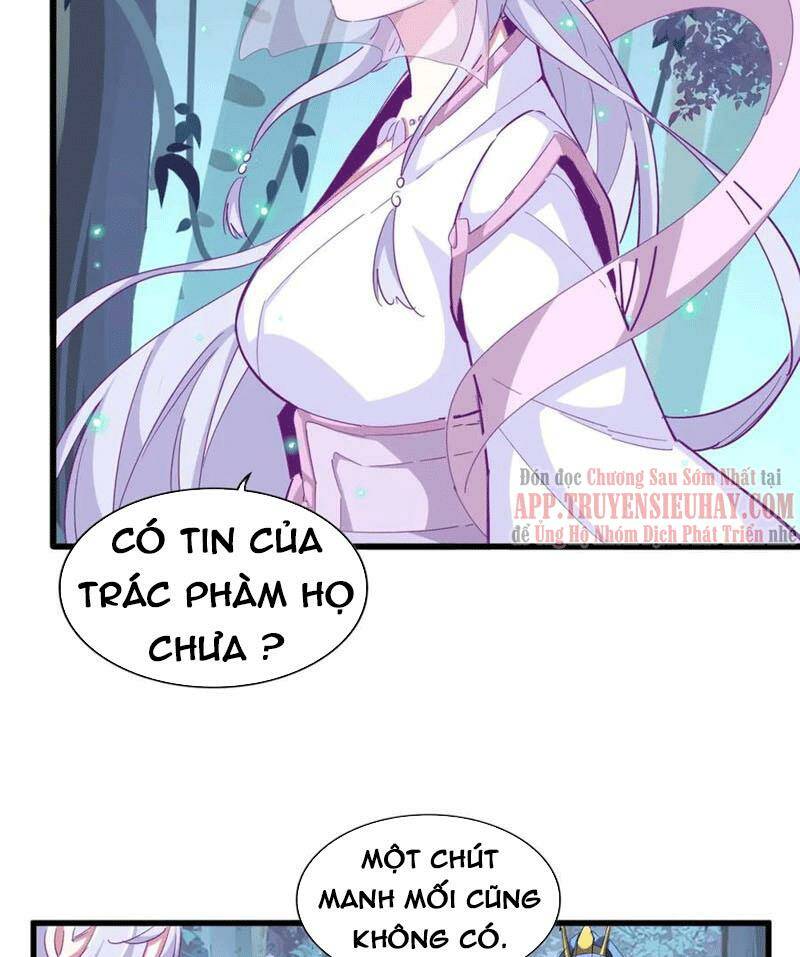 Đón đọc Chương Sau Sớm Nhất tại
APP.TRUYENSIEUHAY.COM
để Ủng Hộ Nhóm Dịch Phát Triển nhé
CÓ TIN CỦA
TRÁC PHÀM HỌ
CHƯA ?
MỘT CHÚT
MANH MỐI CŨNG
KHÔNG CÓ.